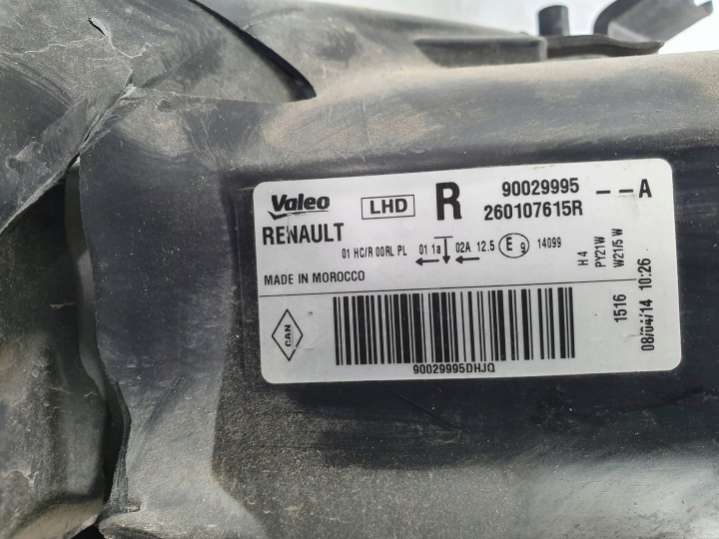 Valeo LHD R 90029995 --A
RENAULT 260107615R
01 HC/R 00RL PL 01 1a 02A 12.5 E9 14099
MADE IN MOROCCO
CAN
90029995DHJQ
H4
PY21W
W21/5 W
1516
08/04/14 10:26